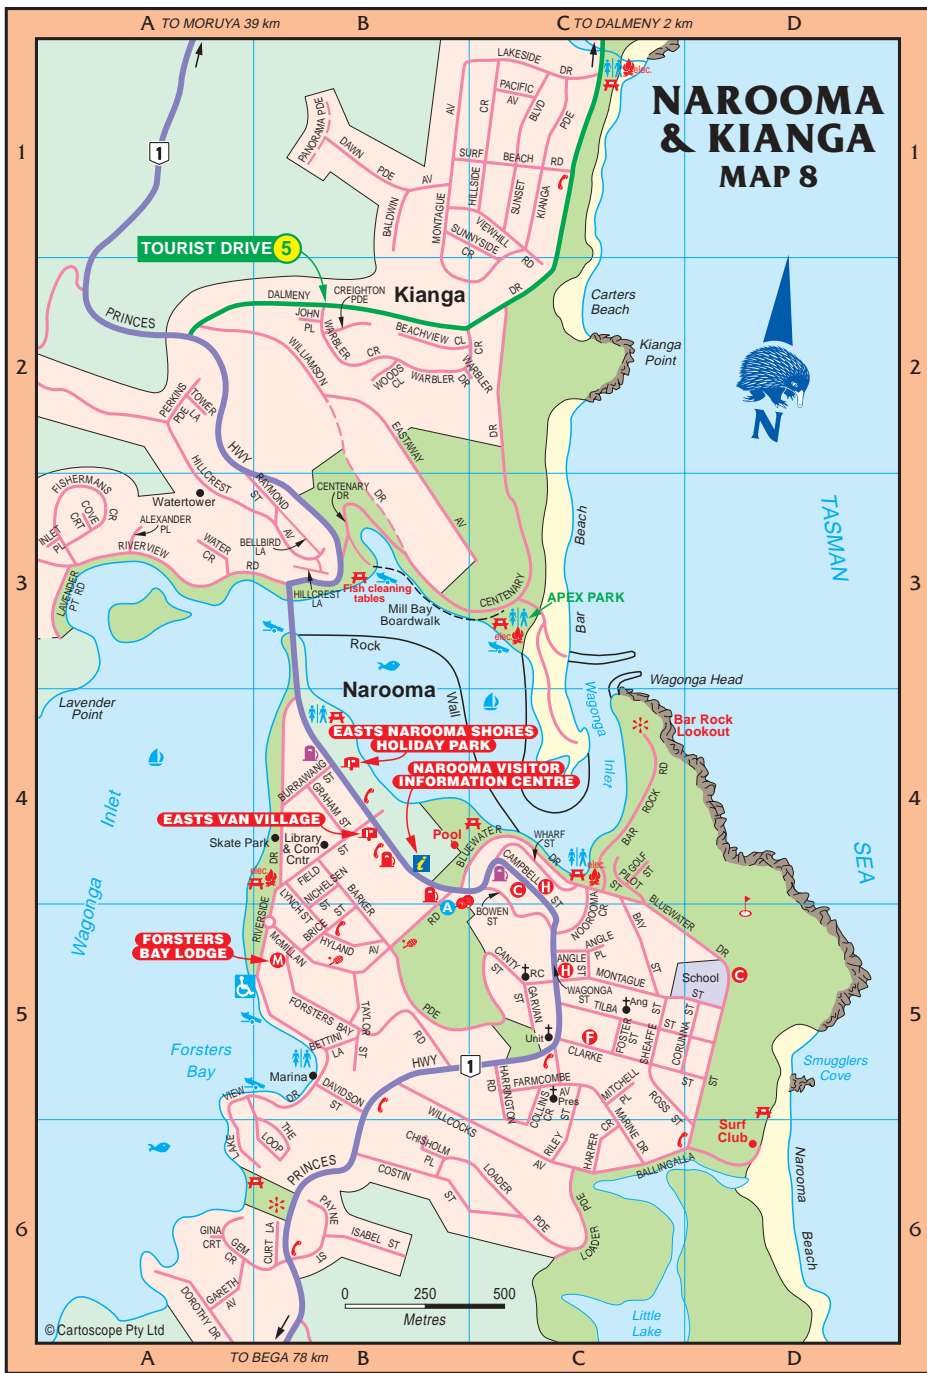 A TO MORUYA 39 km B C TO DALMENY 2 km D
NAROOMA
& KIANGA
MAP 8
1
1
1
LAKESIDE DR
elec.
PACIFIC
AV
CR
BLVD
PDE
AV
PANORAMA PDE
DAWN PDE
AV
BALDWIN
MONTAGUE
SURF BEACH RD
HILLSIDE
SUNSET
KIANGA
VIEWHILL
RD
SUNNYSIDE
CR
TOURIST DRIVE 5
DALMENY
DR
CREIGHTON
PDE
Kianga
Carters
Beach
Kianga
Point
PRINCES
JOHN
PL
WARBLER
CR
BEACHVIEW CL
WILLIAMSON
WOODS
CL
WARBLER DR
WARBLER
CR
2
2
N
PERKINS
PDE
TOWER
LA
HWY
EASTAWAY
AV
DR
DR
HILLCREST
ST
RAYMOND
AV
CENTENARY
DR
Watertower
FISHERMANS
CR
COVE
CRT
INLET
PL
ALEXANDER
PL
RIVERVIEW
RD
WATER
CR
BELLBIRD
LA
HILLCREST
LA
LAVENDER
PT RD
3
3
Fish cleaning
tables
Mill Bay
Boardwalk
CENTENARY
APEX PARK
elec.
Bar Beach
TASMAN
SEA
Rock
Wall
Narooma
Lavender
Point
Wagonga
Inlet
Wagonga Head
Bar Rock
Lookout
EASTS NAROOMA SHORES
HOLIDAY PARK
NAROOMA VISITOR
INFORMATION CENTRE
BURRAWANG
ST
GRAHAM ST
4
4
EASTS VAN VILLAGE
Skate Park
Library
& Com
Cntr
ST
Pool
BLUEWATER
DR
WHARF
ST
CAMPBELL
ST
BAR ROCK RD
GOLF
ST
PILOT
ST
elec.
elec.
Wagonga Inlet
RIVERSIDE
DR
FIELD
ST
NICHELSEN
ST
LYNCH ST
BRICE
BARKER
HYLAND AV
McMILLAN
RD
A
BOWEN
ST
C
H
NOOROOMA
CR
BAY
ST
BLUEWATER
DR
FORSTERS
BAY LODGE
M
CANTY
ST
RC
ANGLE
PL
ANGLE
ST
H
MONTAGUE
ST
School
C
GARVAN
ST
WAGONGA
ST
TILBA
ST
Ang
FOSTER
ST
SHEAFFE
ST
CORUNNA ST
5
5
FORSTERS BAY
RD
TAYLOR
ST
PDE
BETTINI
LA
HWY
1
Unit
F
CLARKE
ST
ST
Forsters
Bay
Marina
DAVIDSON
ST
HARRINGTON
RD
FARMCOMBE
AV
COLLINS
CR
Pres
MITCHELL
PL
ROSS ST
Smugglers
Cove
VIEW
DR
LAKE
THE
LOOP
WILLCOCKS
AV
RILEY
ST
HARPER
CR
MARINE DR
Surf
Club
PRINCES
CHISHOLM
PL
COSTIN
ST
LOADER
PDE
BALLINGALLA
LOADER
PDE
Narooma
Beach
6
6
GINA
CRT
GEM
CR
CURT LA
PAYNE
ST
ISABEL ST
GARETH
AV
DOROTHY DR
0 250 500
Metres
Little
Lake
© Cartoscope Pty Ltd
A B C D
TO BEGA 78 km